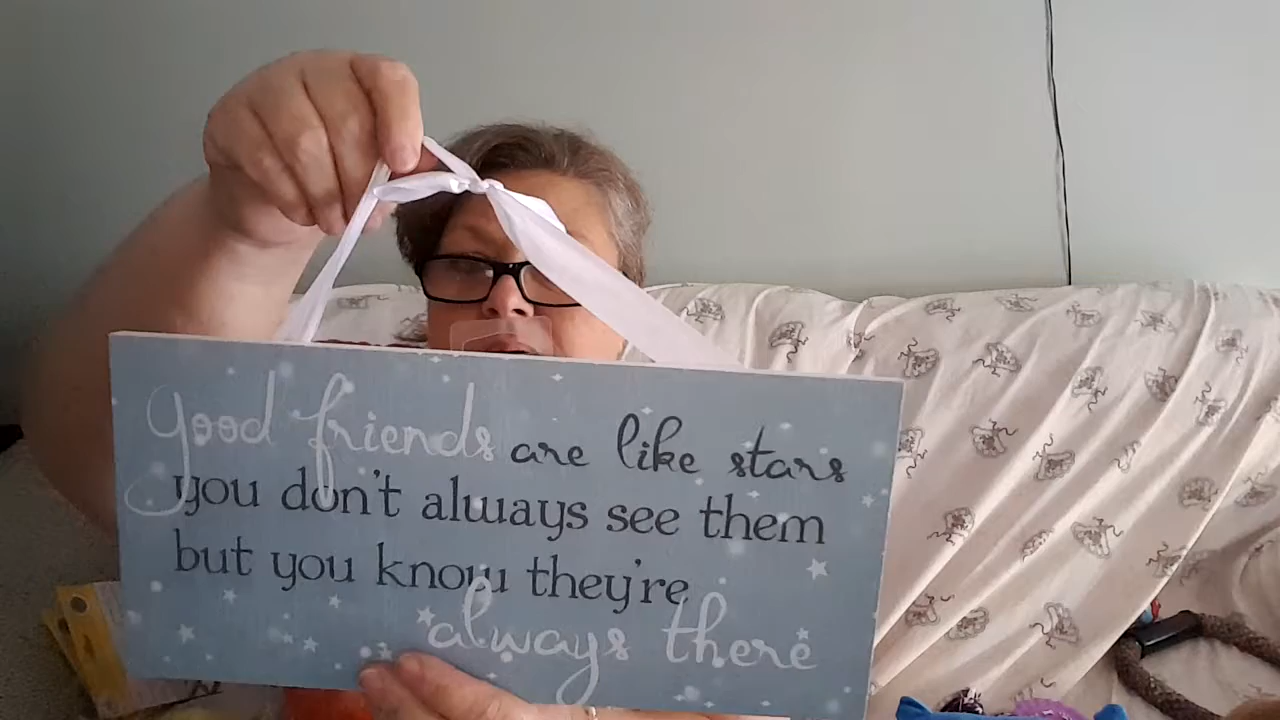 Good friends are like stars
you don't always see them
but you know they're
always there